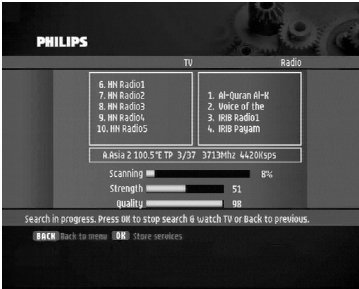 PHILIPS
TV Radio
6. HN Radio1
7. HN Radio2
8. HN Radio3
9. HN Radio4
10. HN Radio5
1. Al-Quran Al-K
2. Voice of the
3. IRIB Radio1
4. IRIB Payam
A.Asia 2 100.5°E TP 3/37 3713Mhz 4420Ksps
Scanning 8%
Strength 51
Quality 98
Search in progress. Press OK to stop search & watch TV or Back to previous.
BACK Back to menu OK Store services